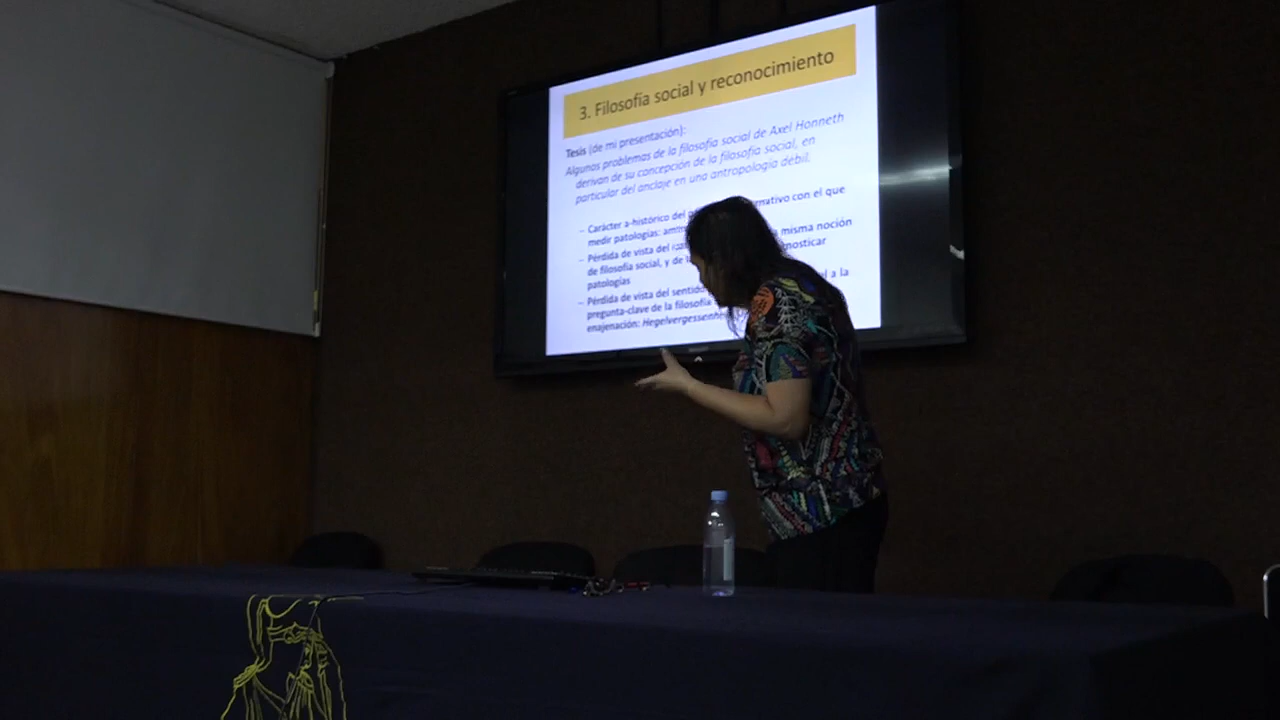 3. Filosofía social y reconocimiento
Tesis (de mi presentación):
Algunos problemas de la filosofía social de Axel Honneth
derivan de su concepción de la filosofía social, en
particular del anclaje en una antropología débil.
– Carácter a-histórico del normativo con el que
medir patologías: misma noción
– Pérdida de vista del
de filosofía social, y de
patologías
– Pérdida de vista del sentido a la
pregunta-clave de la filosofía
enajenación: Hegelvergessenheit